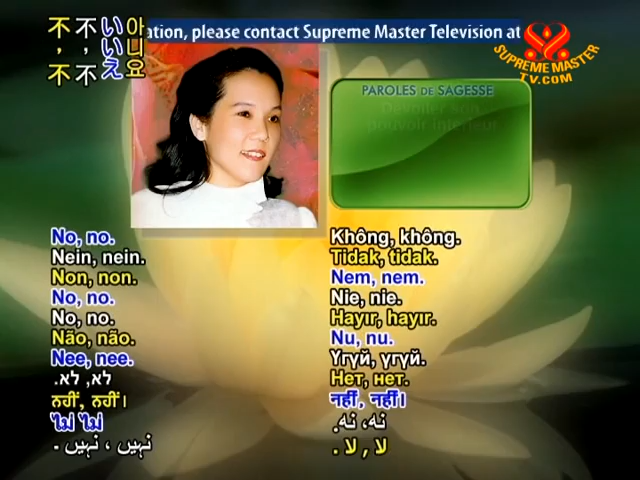 ation, please contact Supreme Master Television at
SUPREME MASTER
TV.COM
不，不
不，不
いいえ
아니요
PAROLES DE SAGESSE
pouvoir intérieur
No, no.
Nein, nein.
Non, non.
No, no.
No, no.
Não, não.
Nee, nee.
לא, לא.
ਨਹੀਂ, ਨਹੀਂ।
ไม่ ไม่
نہیں ، نہیں ۔
Không, không.
Tidak, tidak.
Nem, nem.
Nie, nie.
Hayır, hayır.
Nu, nu.
Үгүй, үгүй.
Нет, нет.
नहीं, नहीं।
نه، نه.
لا , لا .